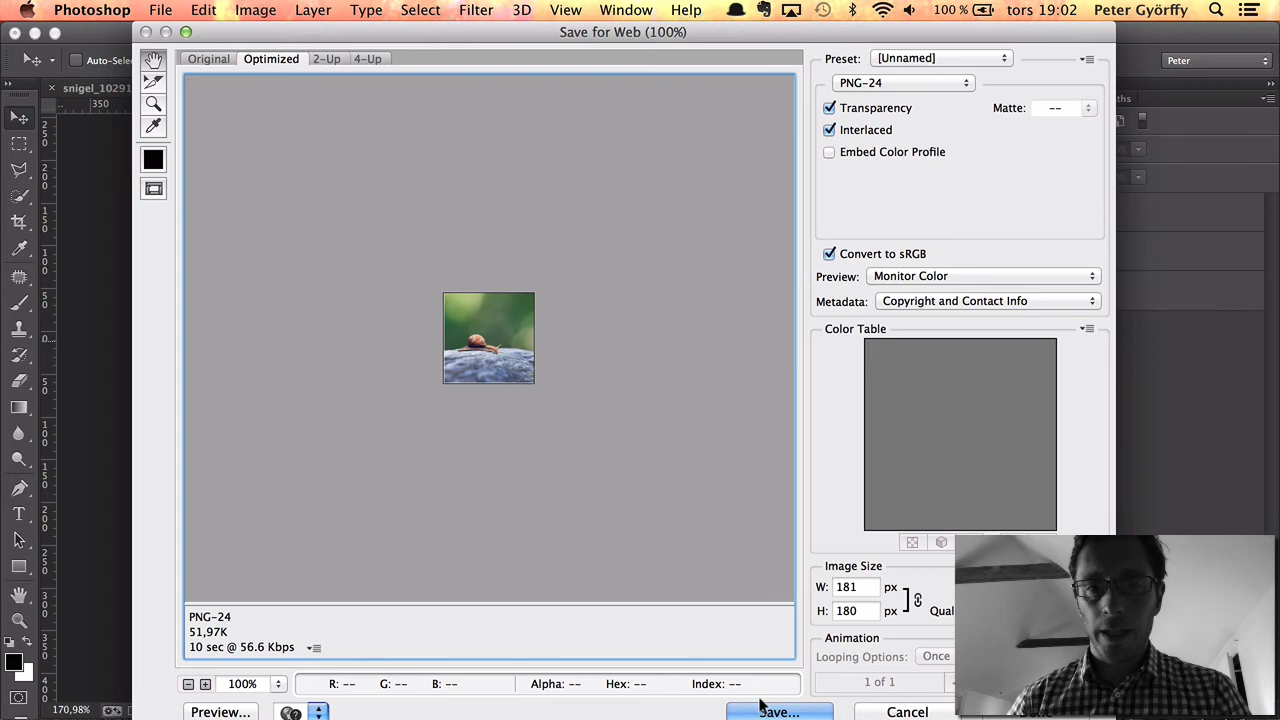 Photoshop File Edit Image Layer Type Select Filter 3D View Window Help 100 % tors 19:02 Peter Györffy
Save for Web (100%)
Auto-Sele
Peter
snigel_10291
350
Original Optimized 2-Up 4-Up
Preset: [Unnamed]
PNG-24
Transparency Matte: --
Interlaced
Embed Color Profile
Convert to sRGB
Preview: Monitor Color
Metadata: Copyright and Contact Info
Color Table
Image Size
W: 181 px
H: 180 px Qual
Animation
Looping Options: Once
1 of 1
PNG-24
51,97K
10 sec @ 56.6 Kbps
100% R: -- G: -- B: -- Alpha: -- Hex: -- Index: --
170,98%
Preview... Save... Cancel